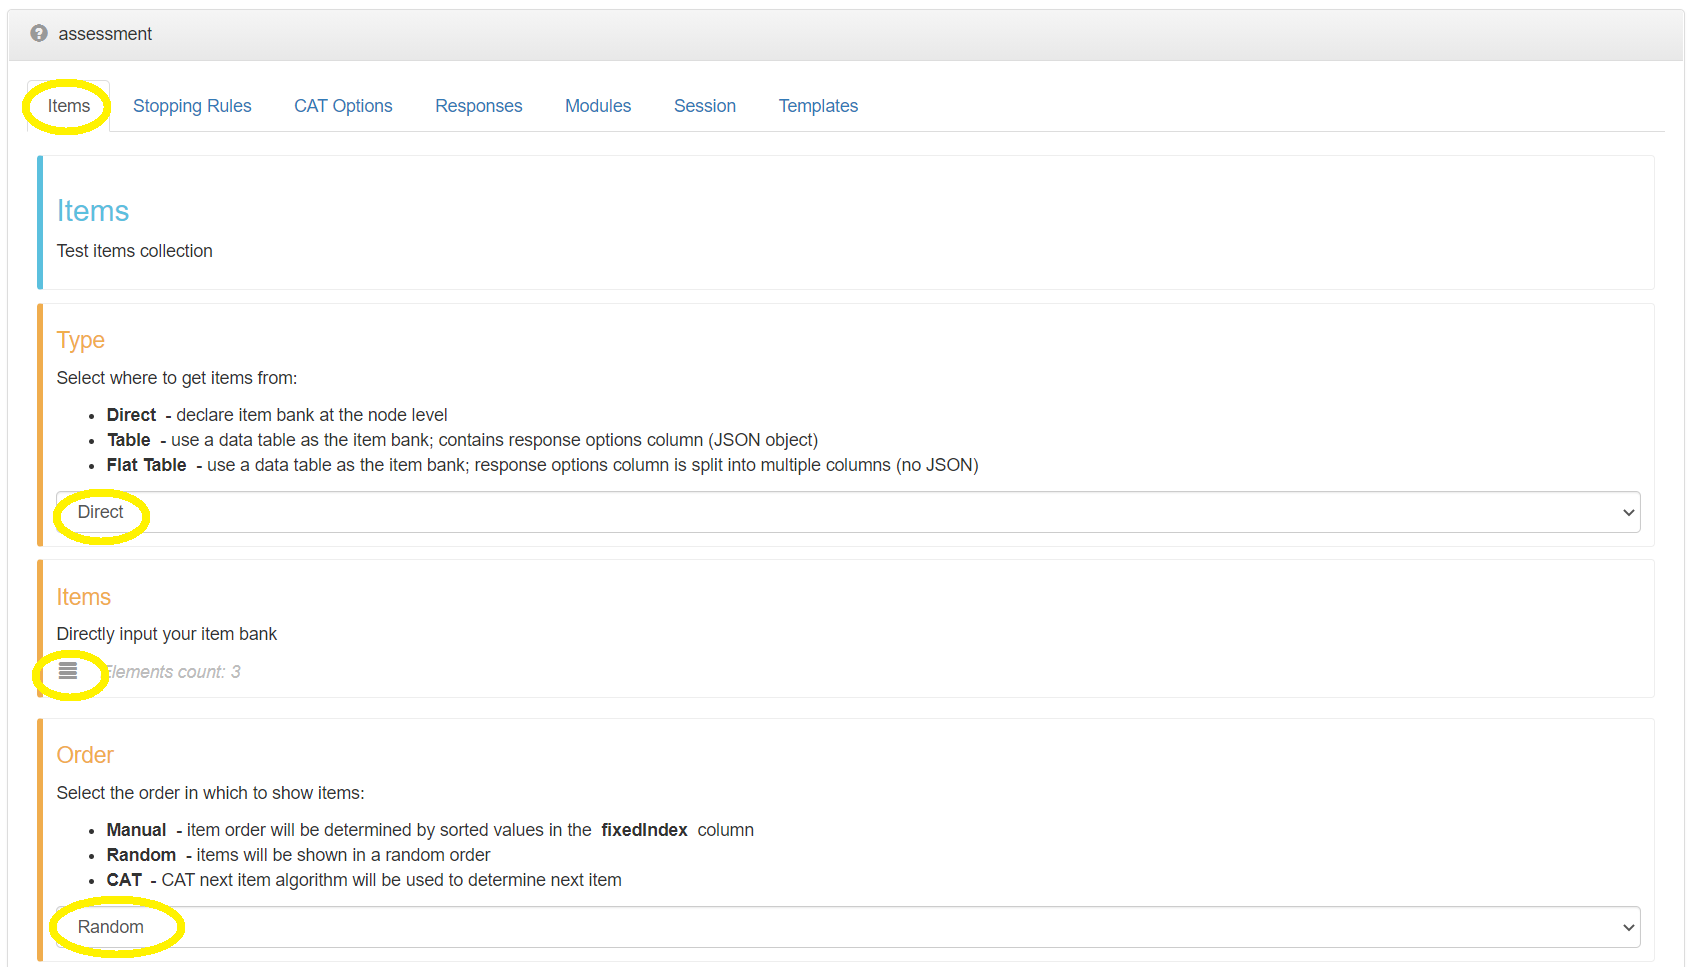 assessment
Items Stopping Rules CAT Options Responses Modules Session Templates
Items
Test items collection
Type
Select where to get items from:
• Direct - declare item bank at the node level
• Table - use a data table as the item bank; contains response options column (JSON object)
• Flat Table - use a data table as the item bank; response options column is split into multiple columns (no JSON)
Direct
Items
Directly input your item bank
Elements count: 3
Order
Select the order in which to show items:
• Manual - item order will be determined by sorted values in the fixedIndex column
• Random - items will be shown in a random order
• CAT - CAT next item algorithm will be used to determine next item
Random